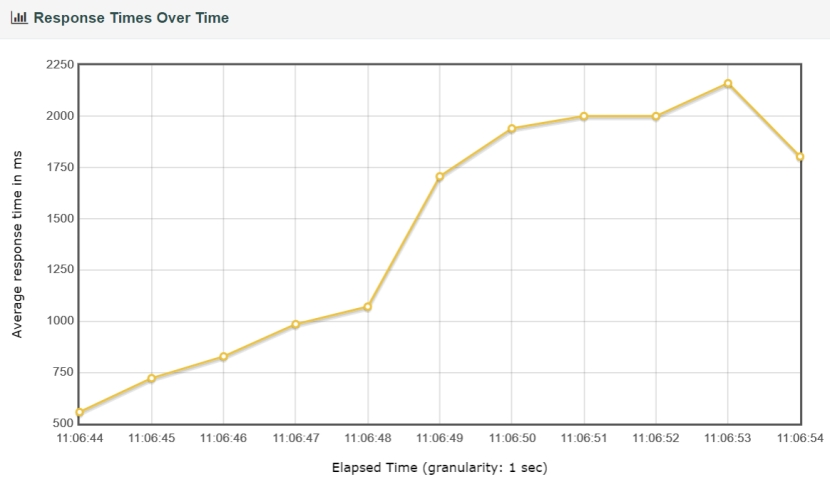 Response Times Over Time
2250
2000
1750
1500
1250
1000
750
500
Average response time in ms
11:06:44 11:06:45 11:06:46 11:06:47 11:06:48 11:06:49 11:06:50 11:06:51 11:06:52 11:06:53 11:06:54
Elapsed Time (granularity: 1 sec)